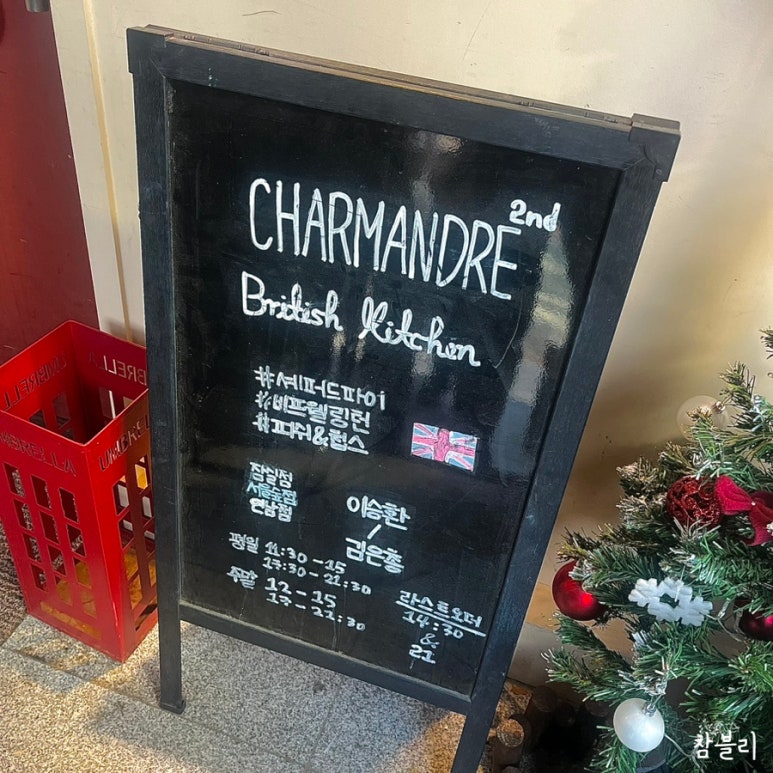 CHARMANDRE 2nd
British Kitchen
#셰퍼드파이
#비프웰링턴
#피쉬&칩스
잠실점
서울숲점
연남점
이승환
/
김은총
평일 11:30-15
17:30-21:30
주말 12-15
17-21:30
라스트오더
14:30
&
21
UMBRELLA
UMBRELLA
참블리